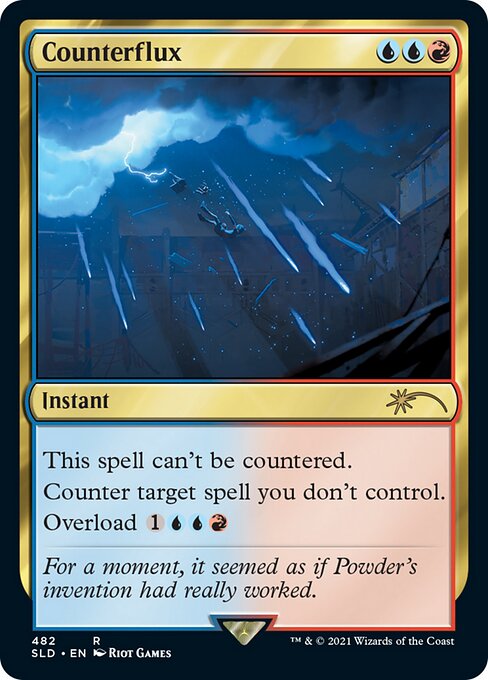 Counterflux
Instant
This spell can't be countered.
Counter target spell you don't control.
Overload 1
For a moment, it seemed as if Powder's
invention had really worked.
482 R
SLD • EN Riot Games
™ & © 2021 Wizards of the Coast